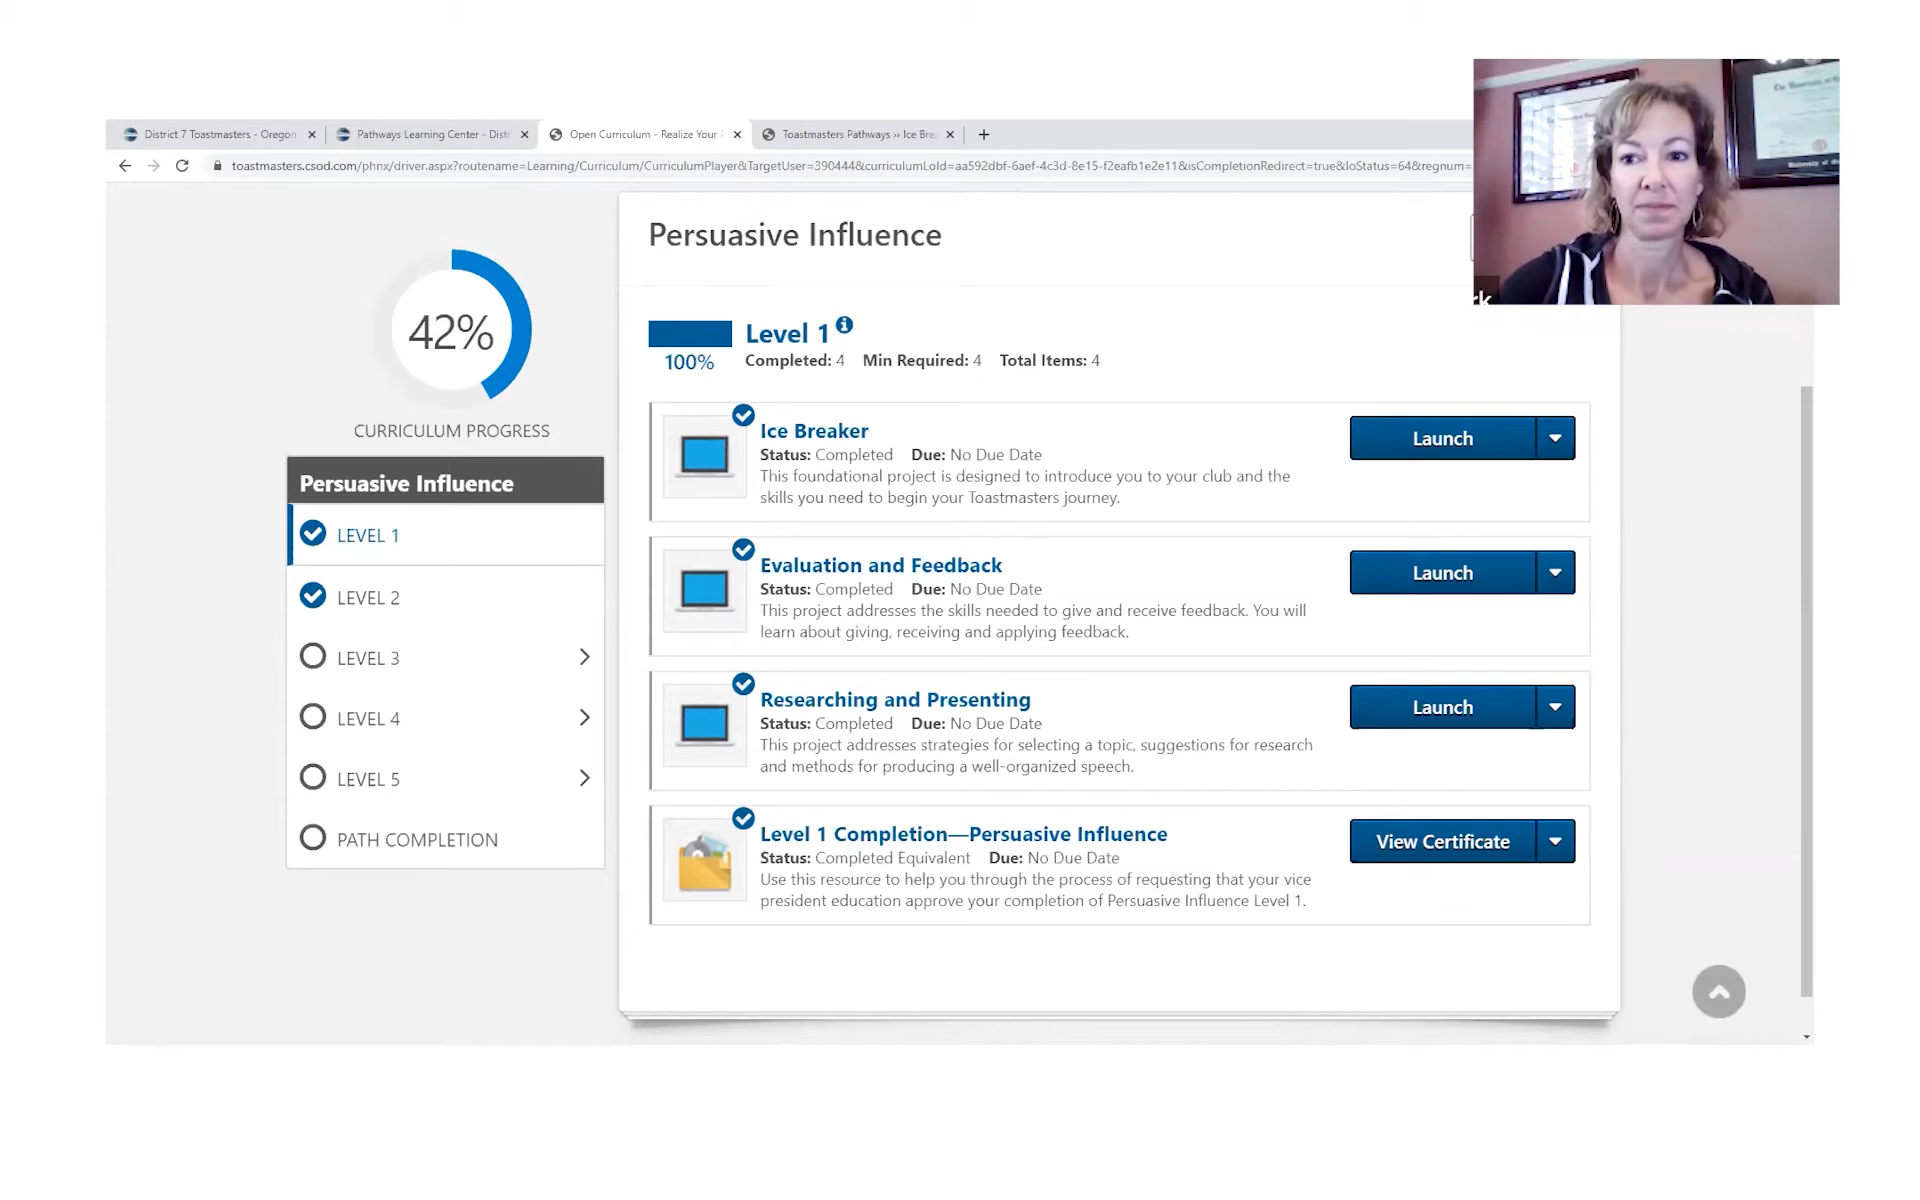 District 7 Toastmasters - Oregon
Pathways Learning Center - Distr
Open Curriculum - Realize Your
Toastmasters Pathways ›› Ice Brea
toastmasters.csod.com/phnx/driver.aspx?routename=Learning/Curriculum/CurriculumPlayer&TargetUser=390444&curriculumLoId=aa592dbf-6aef-4c3d-8e15-f2eafb1e2e11&isCompletionRedirect=true&loStatus=64&regnum=
rk
42%
CURRICULUM PROGRESS
Persuasive Influence
LEVEL 1
LEVEL 2
LEVEL 3
LEVEL 4
LEVEL 5
PATH COMPLETION
Persuasive Influence
Level 1
100%
Completed: 4 Min Required: 4 Total Items: 4
Ice Breaker
Status: Completed Due: No Due Date
This foundational project is designed to introduce you to your club and the
skills you need to begin your Toastmasters journey.
Launch
Evaluation and Feedback
Status: Completed Due: No Due Date
This project addresses the skills needed to give and receive feedback. You will
learn about giving, receiving and applying feedback.
Launch
Researching and Presenting
Status: Completed Due: No Due Date
This project addresses strategies for selecting a topic, suggestions for research
and methods for producing a well-organized speech.
Launch
Level 1 Completion—Persuasive Influence
Status: Completed Equivalent Due: No Due Date
Use this resource to help you through the process of requesting that your vice
president education approve your completion of Persuasive Influence Level 1.
View Certificate